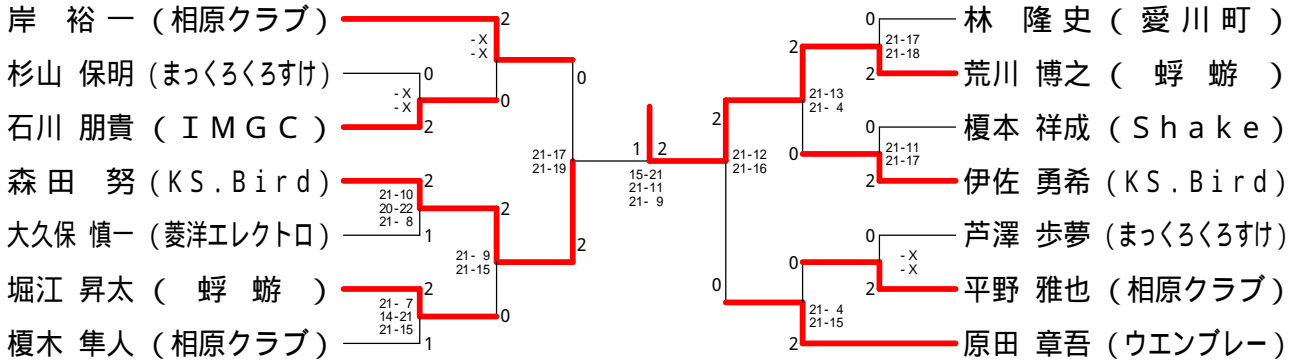 岸 裕一 (相原クラブ)
杉山 保明 (まっくろくろすけ)
石川 朋貴 (ＩＭＧＣ)
森田 努 (KS.Bird)
大久保 慎一 (菱洋エレクトロ)
堀江 昇太 ( 蜉 蝣 )
榎木 隼人 (相原クラブ)
2
- X
- X
0
- X
- X
2
0
0
2
21-10
20-22
21- 8
1
2
21- 9
21-15
2
21- 7
14-21
21-15
1
0
21-17
21-19
2
1 2
15-21
21-11
21- 9
2
21-12
21-16
0
2
21-13
21- 4
0
0
21-17
21-18
2
0
21-11
21-17
2
0
21- 4
21-15
2
0
- X
- X
2
林 隆史 ( 愛川町 )
荒川 博之 ( 蜉 蝣 )
榎本 祥成 (Ｓｈａｋｅ)
伊佐 勇希 (KS.Bird)
芦澤 歩夢 (まっくろくろすけ)
平野 雅也 (相原クラブ)
原田 章吾 (ウエンブレー)